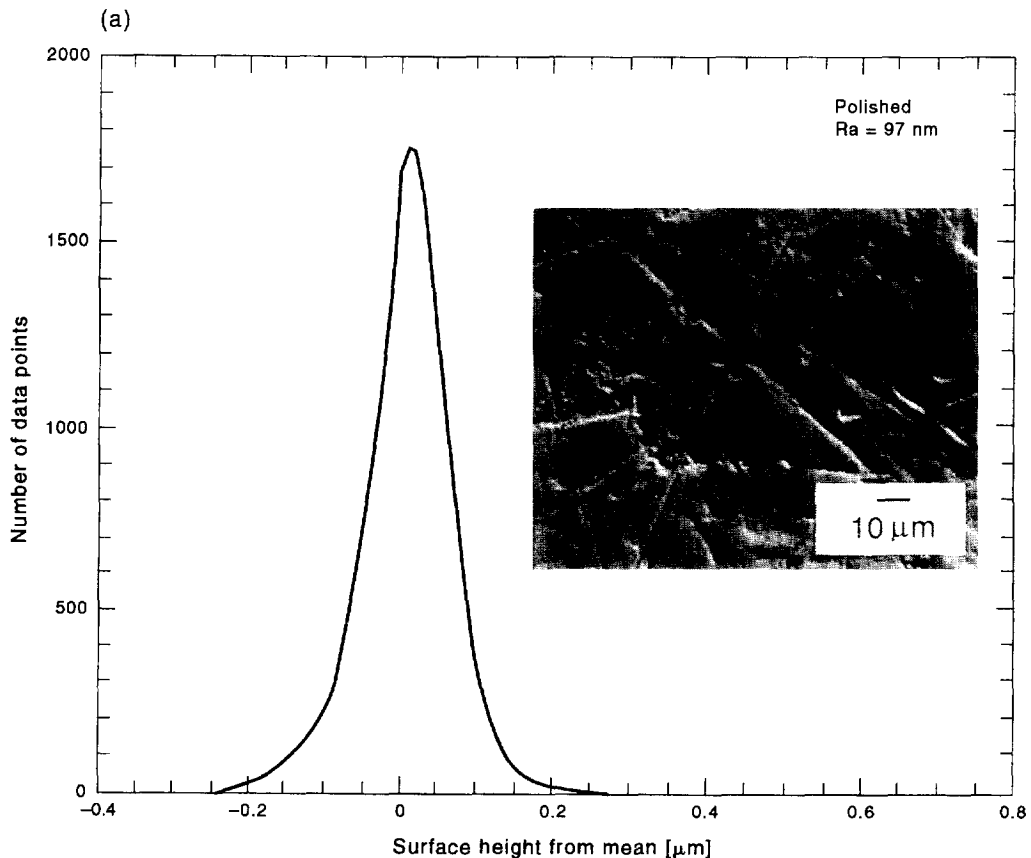 (a)
2000
1500
1000
500
0
Number of data points
−0.4
−0.2
0
0.2
0.4
0.6
0.8
Surface height from mean [μm]
Polished
Ra = 97 nm
10 μm